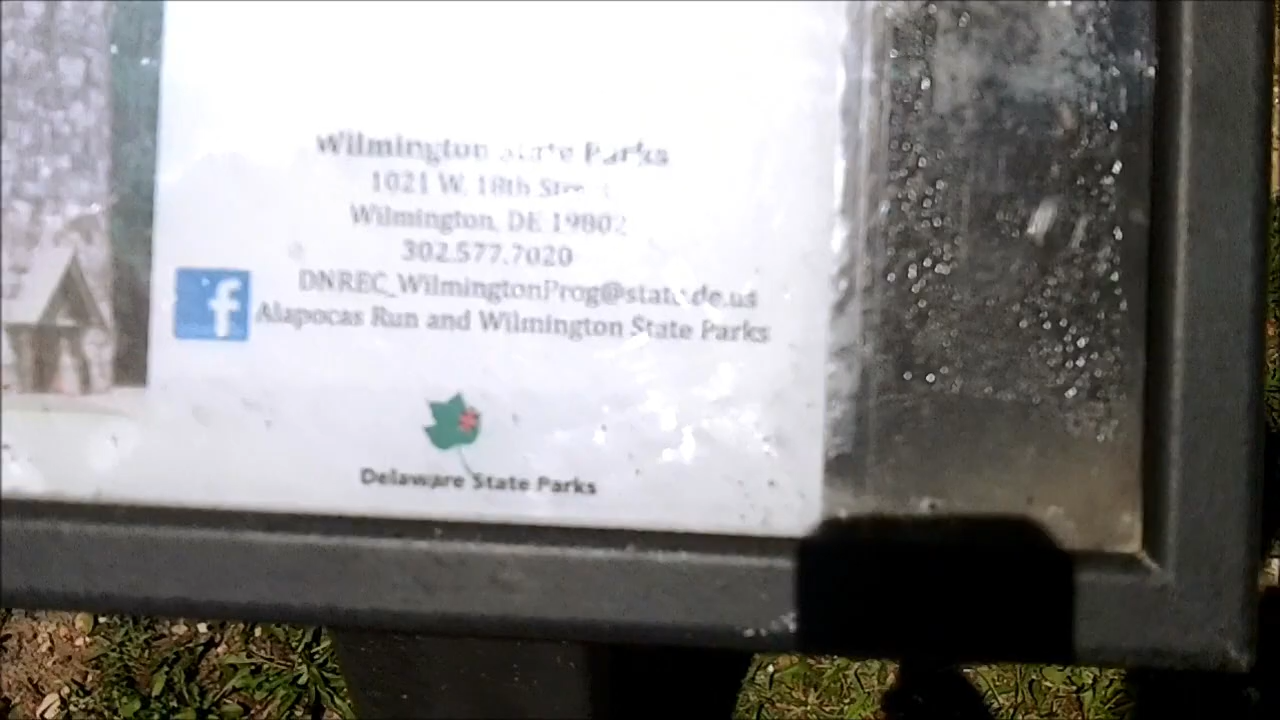 Wilmington State Parks
1021 W. 18th Street
Wilmington, DE 19802
302.577.7020
DNREC_WilmingtonProg@state.de.us
f
Alapocas Run and Wilmington State Parks
Delaware State Parks